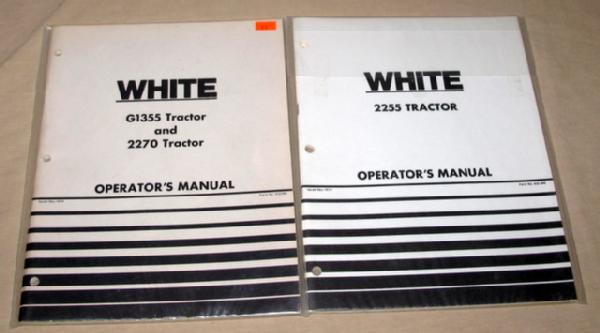 WHITE
G1355 Tractor
and
2270 Tractor
OPERATOR'S MANUAL
WHITE
2255 TRACTOR
OPERATOR'S MANUAL